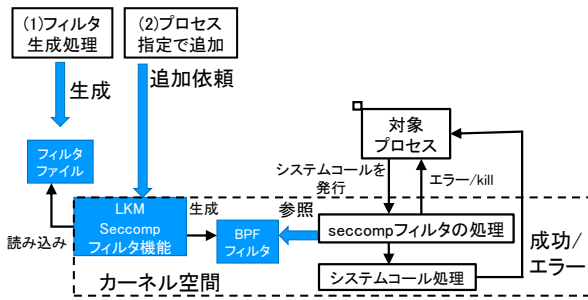 (1)フィルタ
生成処理
(2)プロセス
指定で追加
生成
追加依頼
フィルタ
ファイル
対象
プロセス
システムコールを
発行
エラー/kill
読み込み
LKM
Seccomp
フィルタ機能
生成
BPF
フィルタ
参照
seccompフィルタの処理
システムコール処理
成功/
エラー
カーネル空間